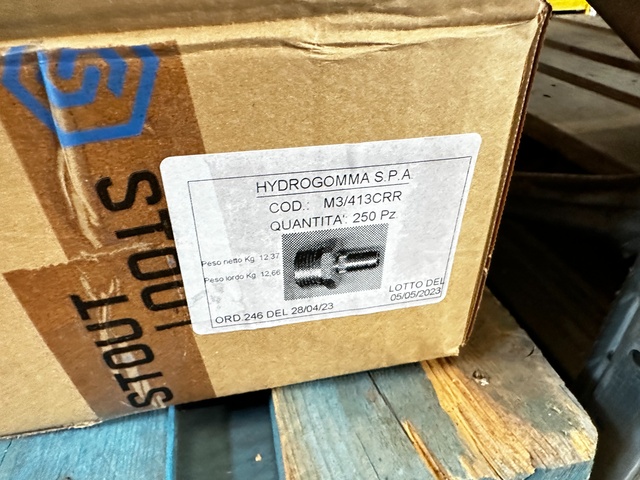 HYDROGOMMA S.P.A
COD.: M3/413CRR
QUANTITA': 250 Pz
Peso netto Kg. 12,37
Peso lordo Kg. 12,66
LOTTO DEL
05/05/2023
ORD.246 DEL 28/04/23
STOUT
STOUT